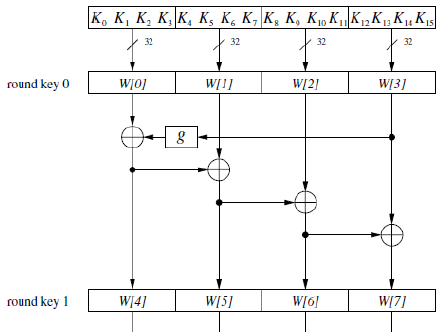 K₀ K₁ K₂ K₃ K₄ K₅ K₆ K₇ K₈ K₉ K₁₀ K₁₁ K₁₂ K₁₃ K₁₄ K₁₅
32 32 32 32
round key 0 W[0] W[1] W[2] W[3]
g
round key 1 W[4] W[5] W[6] W[7]